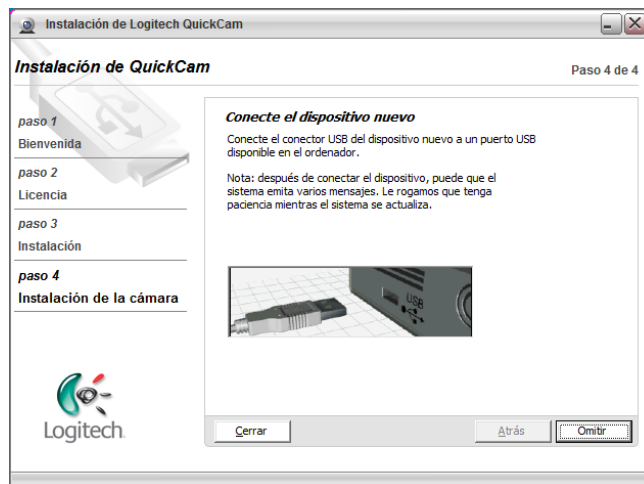 Instalación de Logitech QuickCam
Instalación de QuickCam
Paso 4 de 4
paso 1
Bienvenida
paso 2
Licencia
paso 3
Instalación
paso 4
Instalación de la cámara
Conecte el dispositivo nuevo
Conecte el conector USB del dispositivo nuevo a un puerto USB
disponible en el ordenador.
Nota: después de conectar el dispositivo, puede que el
sistema emita varios mensajes. Le rogamos que tenga
paciencia mientras el sistema se actualiza.
USB
Logitech
Cerrar
Atrás
Omitir